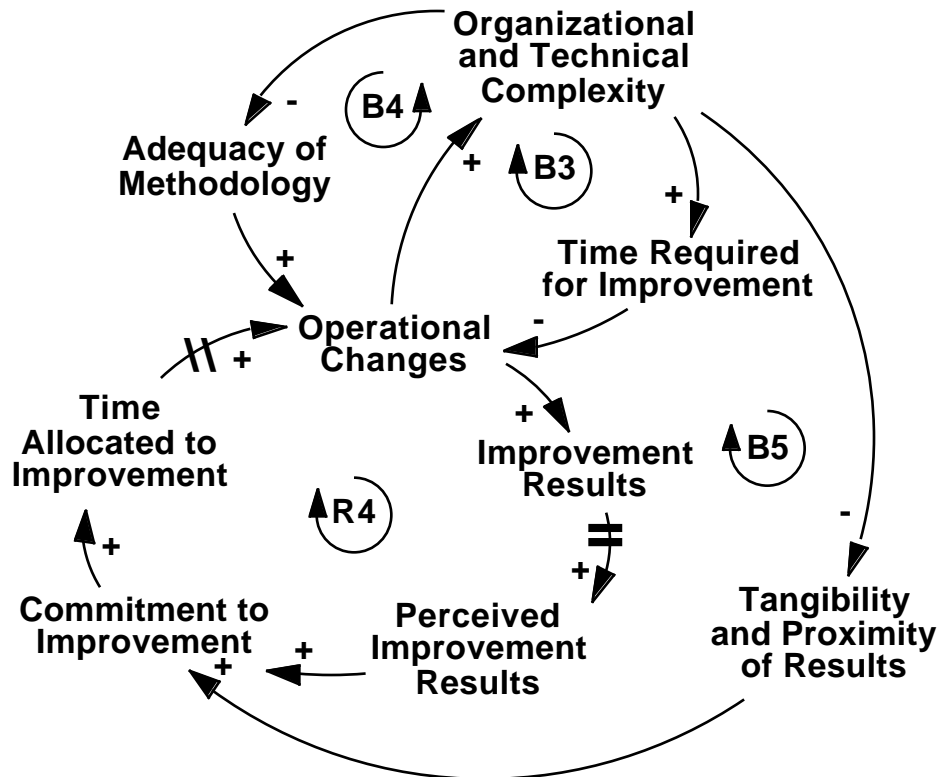 Organizational
and Technical
Complexity
-
B4
Adequacy of
Methodology
+
B3
+
+
Time Required
for Improvement
-
Operational
Changes
+
Time
Allocated to
Improvement
+
Improvement
Results
B5
R4
-
+
+
Commitment to
Improvement
+
+
Perceived
Improvement
Results
Tangibility
and Proximity
of Results